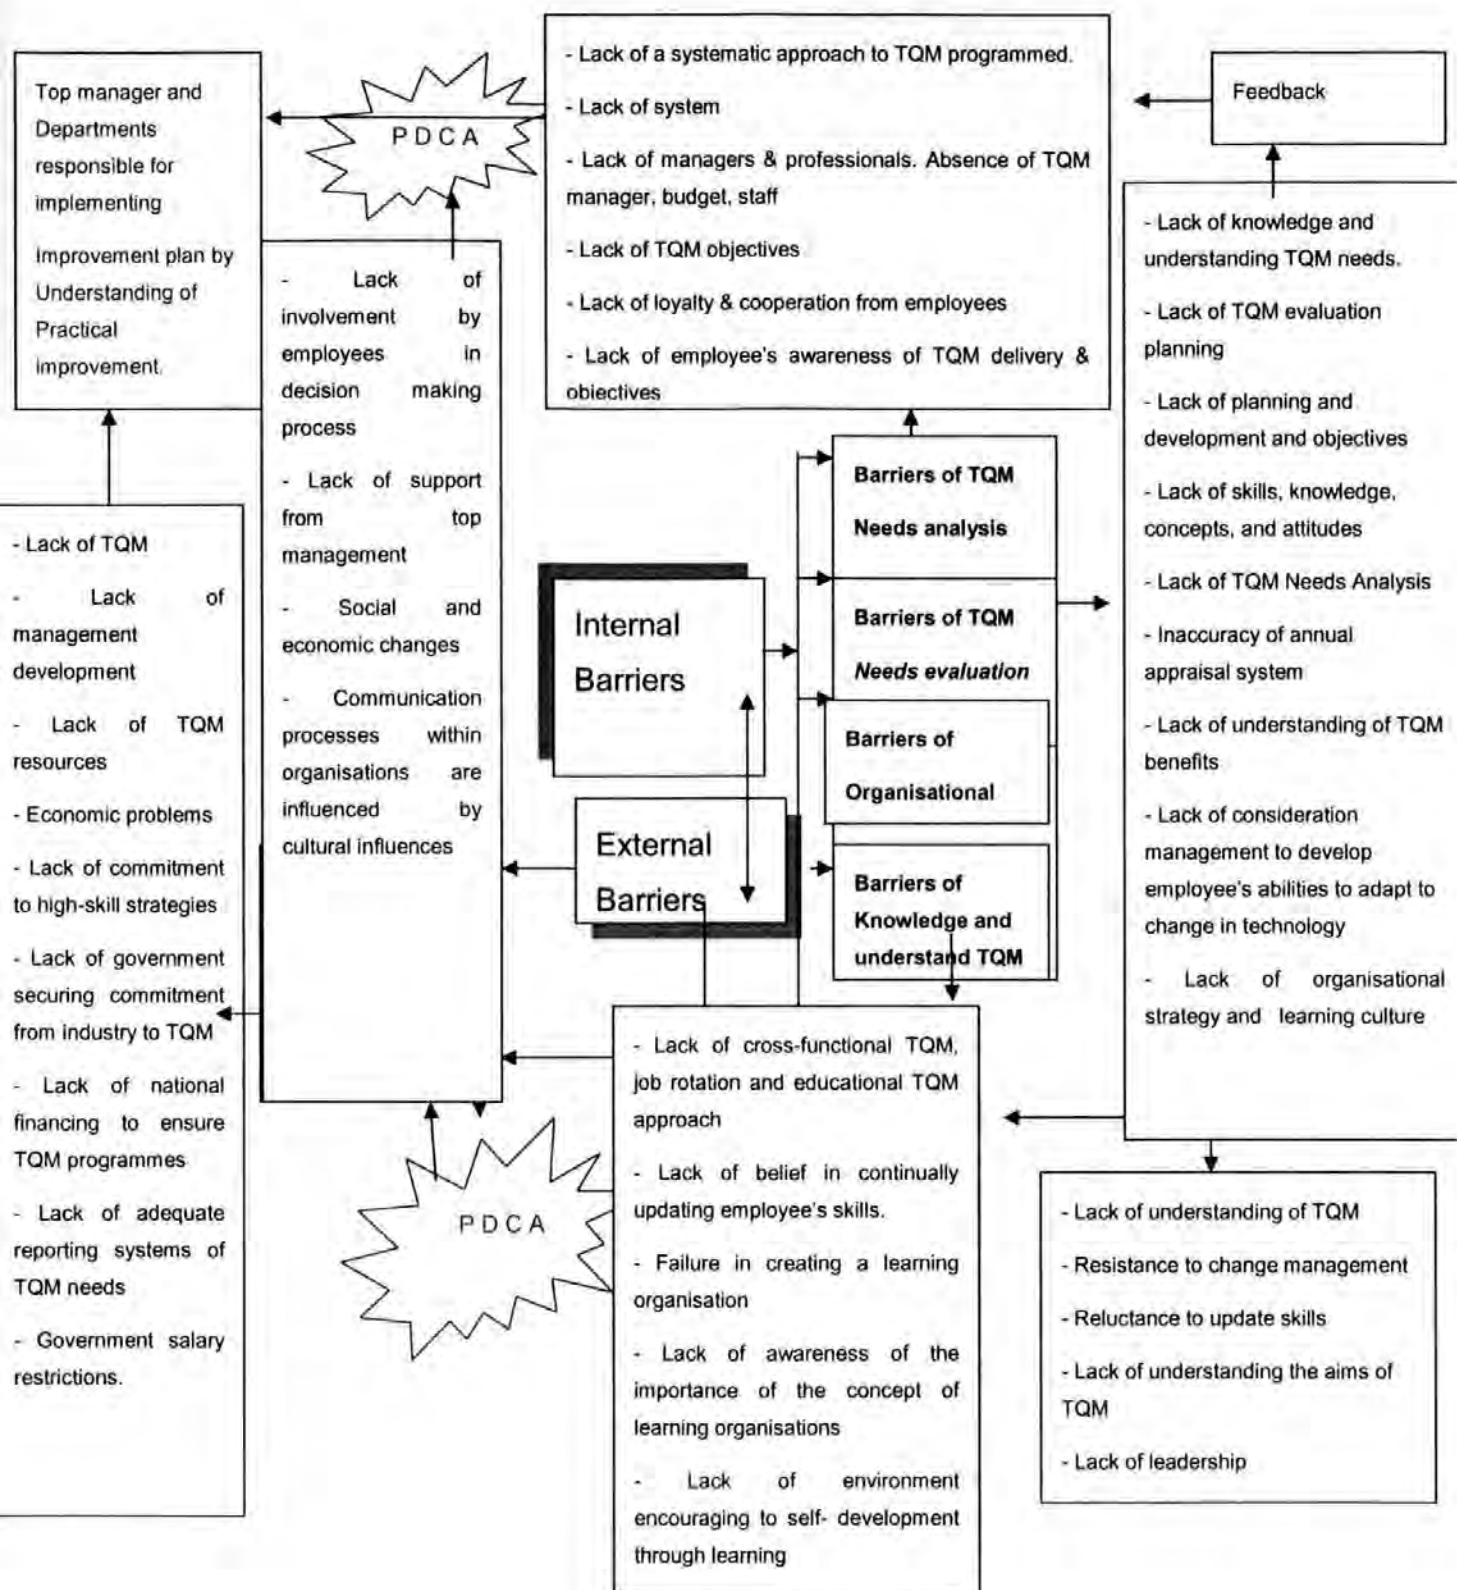 Top manager and
Departments
responsible for
implementing
Improvement plan by
Understanding of
Practical
improvement.
P D C A
- Lack of a systematic approach to TQM programmed.
- Lack of system
- Lack of managers & professionals. Absence of TQM
manager, budget, staff
- Lack of TQM objectives
- Lack of loyalty & cooperation from employees
- Lack of employee's awareness of TQM delivery &
objectives
Feedback
- Lack of
involvement by
employees in
decision making
process
- Lack of support
from top
management
- Social and
economic changes
- Communication
processes within
organisations are
influenced by
cultural influences
- Lack of knowledge and
understanding TQM needs.
- Lack of TQM evaluation
planning
- Lack of planning and
development and objectives
- Lack of skills, knowledge,
concepts, and attitudes
- Lack of TQM Needs Analysis
- Inaccuracy of annual
appraisal system
- Lack of understanding of TQM
benefits
- Lack of consideration
management to develop
employee's abilities to adapt to
change in technology
- Lack of organisational
strategy and learning culture
- Lack of TQM
- Lack of
management
development
- Lack of TQM
resources
- Economic problems
- Lack of commitment
to high-skill strategies
- Lack of government
securing commitment
from industry to TQM
- Lack of national
financing to ensure
TQM programmes
- Lack of adequate
reporting systems of
TQM needs
- Government salary
restrictions.
Internal
Barriers
External
Barriers
Barriers of TQM
Needs analysis
Barriers of TQM
Needs evaluation
Barriers of
Organisational
Barriers of
Knowledge and
understand TQM
P D C A
- Lack of cross-functional TQM,
job rotation and educational TQM
approach
- Lack of belief in continually
updating employee's skills.
- Failure in creating a learning
organisation
- Lack of awareness of the
importance of the concept of
learning organisations
- Lack of environment
encouraging to self- development
through learning
- Lack of understanding of TQM
- Resistance to change management
- Reluctance to update skills
- Lack of understanding the aims of
TQM
- Lack of leadership